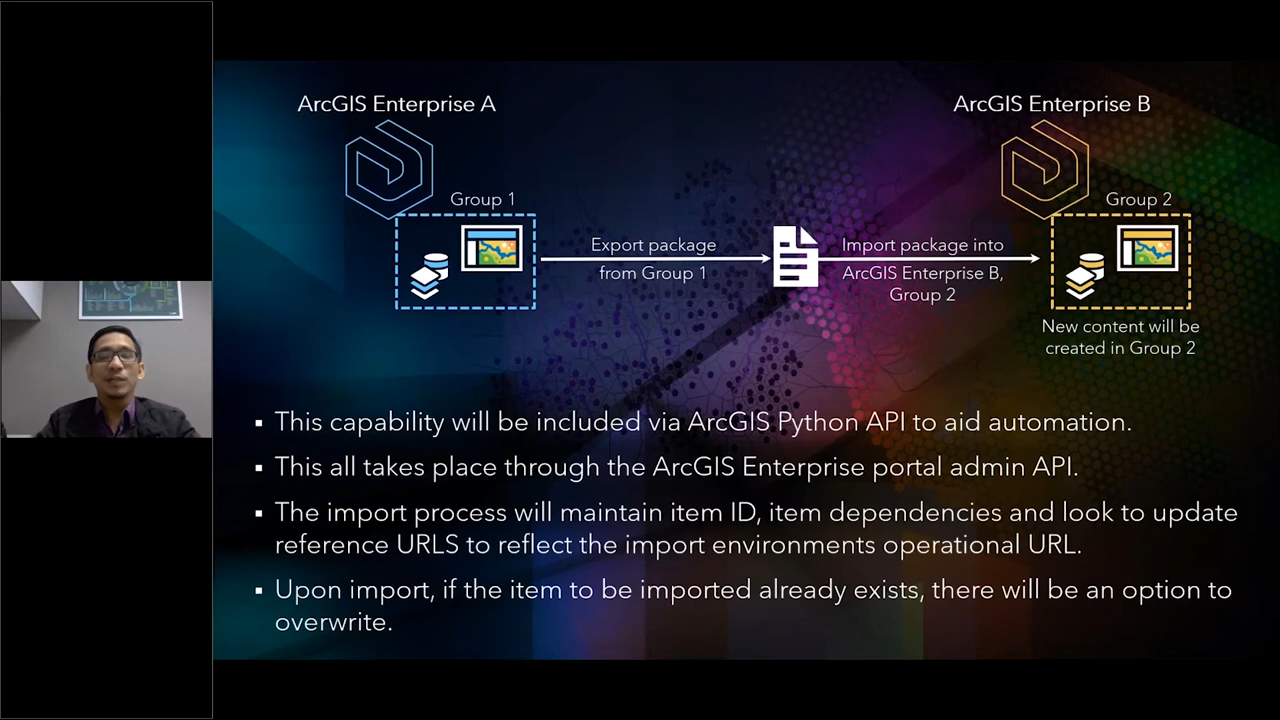 ArcGIS Enterprise A
ArcGIS Enterprise B
Group 1
Group 2
Export package
from Group 1
Import package into
ArcGIS Enterprise B,
Group 2
New content will be
created in Group 2
▪ This capability will be included via ArcGIS Python API to aid automation.
▪ This all takes place through the ArcGIS Enterprise portal admin API.
▪ The import process will maintain item ID, item dependencies and look to update
reference URLS to reflect the import environments operational URL.
▪ Upon import, if the item to be imported already exists, there will be an option to
overwrite.